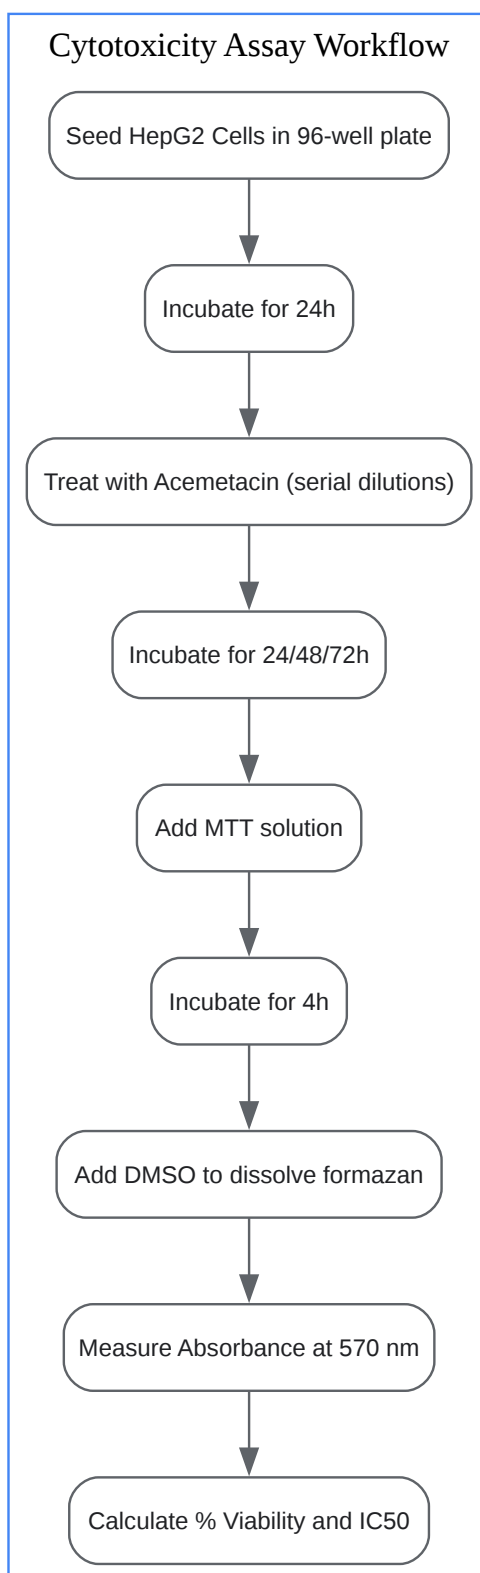 Cytotoxicity Assay Workflow
Seed HepG2 Cells in 96-well plate
Incubate for 24h
Treat with Acemetacin (serial dilutions)
Incubate for 24/48/72h
Add MTT solution
Incubate for 4h
Add DMSO to dissolve formazan
Measure Absorbance at 570 nm
Calculate % Viability and IC50